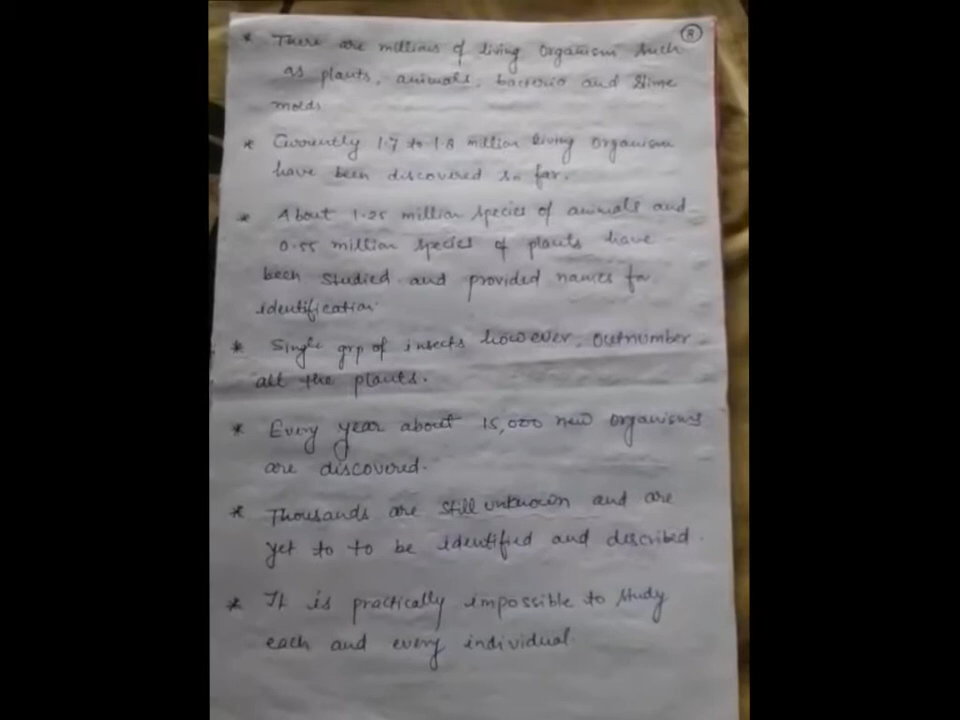 (8)
* There are millions of living organism such
as plants, animals, bacteria and slime
molds
* Currently 1.7 to 1.8 million living organism
have been discovered so far.
* About 1.25 million species of animals and
0.55 million species of plants have
been studied and provided names for
identification.
* Single grp of insects however, outnumber
all the plants.
* Every year about 15,000 new organisms
are discovered.
* Thousands are still unknown and are
yet to to be identified and described.
* It is practically impossible to study
each and every individual.